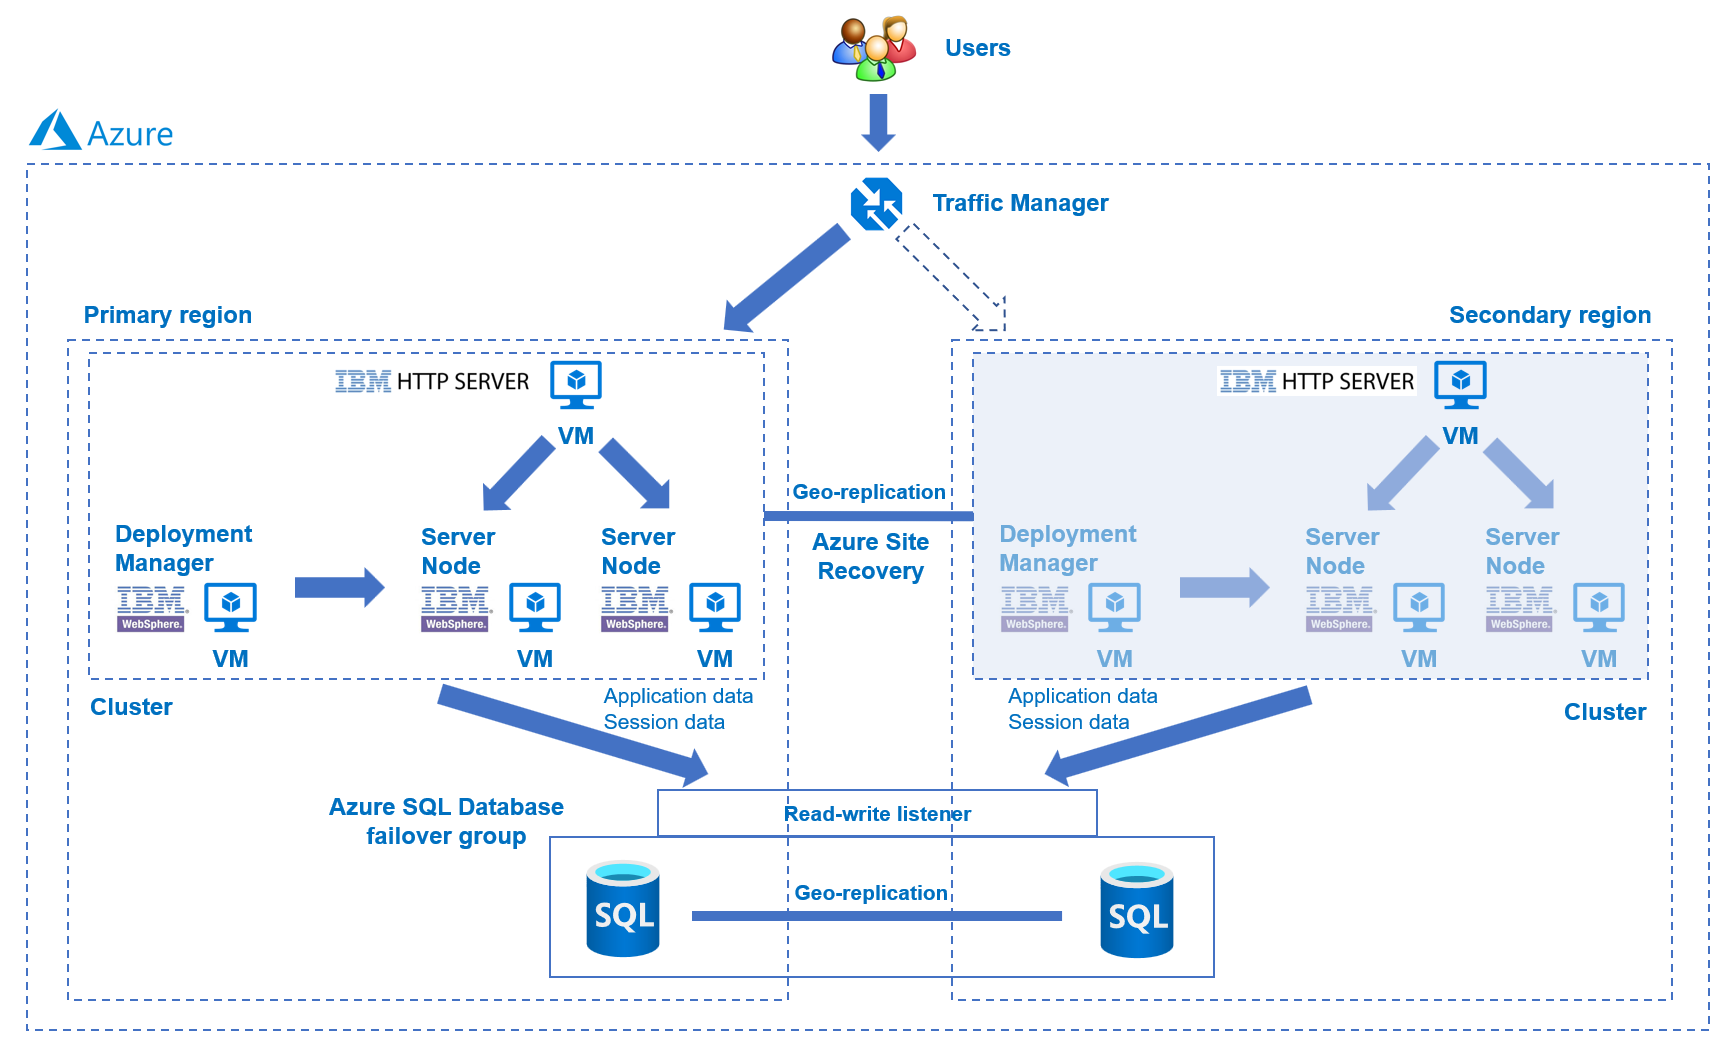 Users
Azure
Traffic Manager
Primary region
Secondary region
IBM HTTP SERVER
VM
IBM HTTP SERVER
VM
Geo-replication
Azure Site
Recovery
Deployment
Manager
IBM.
WebSphere.
VM
Server
Node
IBM.
WebSphere.
VM
Server
Node
IBM.
WebSphere.
VM
Deployment
Manager
IBM.
WebSphere.
VM
Server
Node
IBM.
WebSphere.
VM
Server
Node
IBM.
WebSphere.
VM
Cluster
Application data
Session data
Application data
Session data
Cluster
Azure SQL Database
failover group
Read-write listener
SQL
Geo-replication
SQL